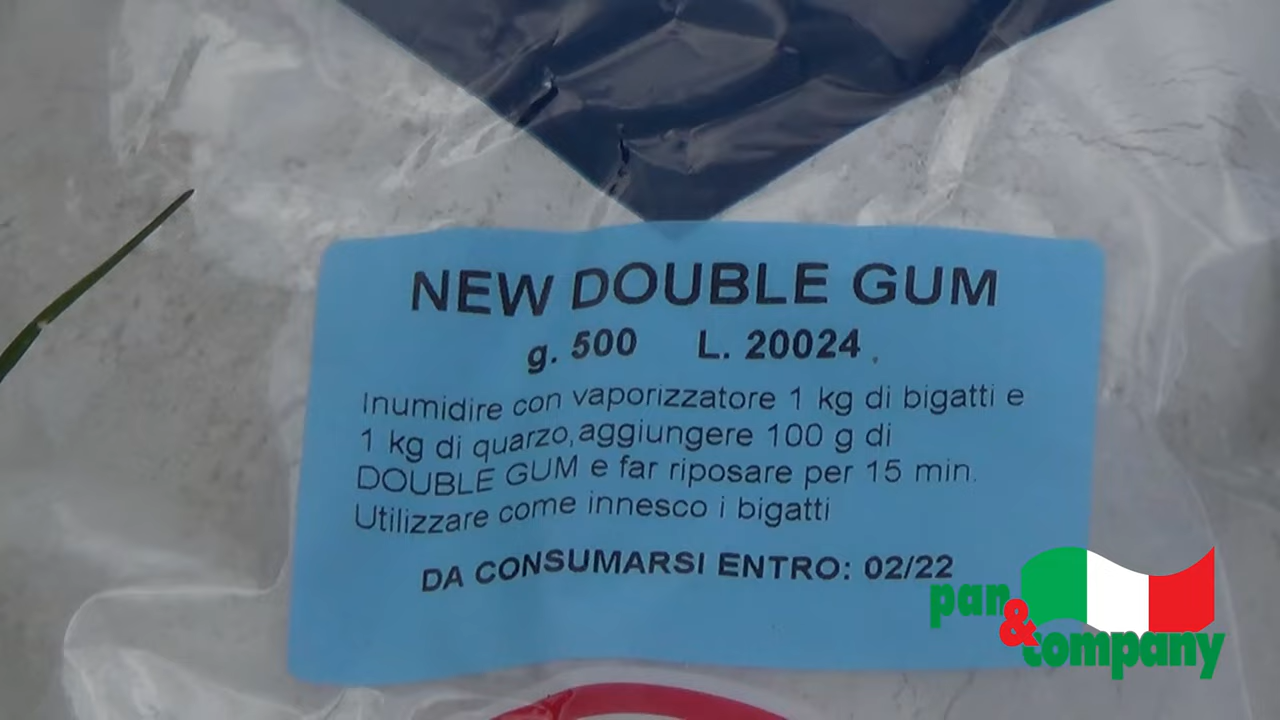 NEW DOUBLE GUM
g. 500 L. 20024
Inumidire con vaporizzatore 1 kg di bigatti e
1 kg di quarzo, aggiungere 100 g di
DOUBLE GUM e far riposare per 15 min.
Utilizzare come innesco i bigatti
DA CONSUMARSI ENTRO: 02/22
pan
&
company